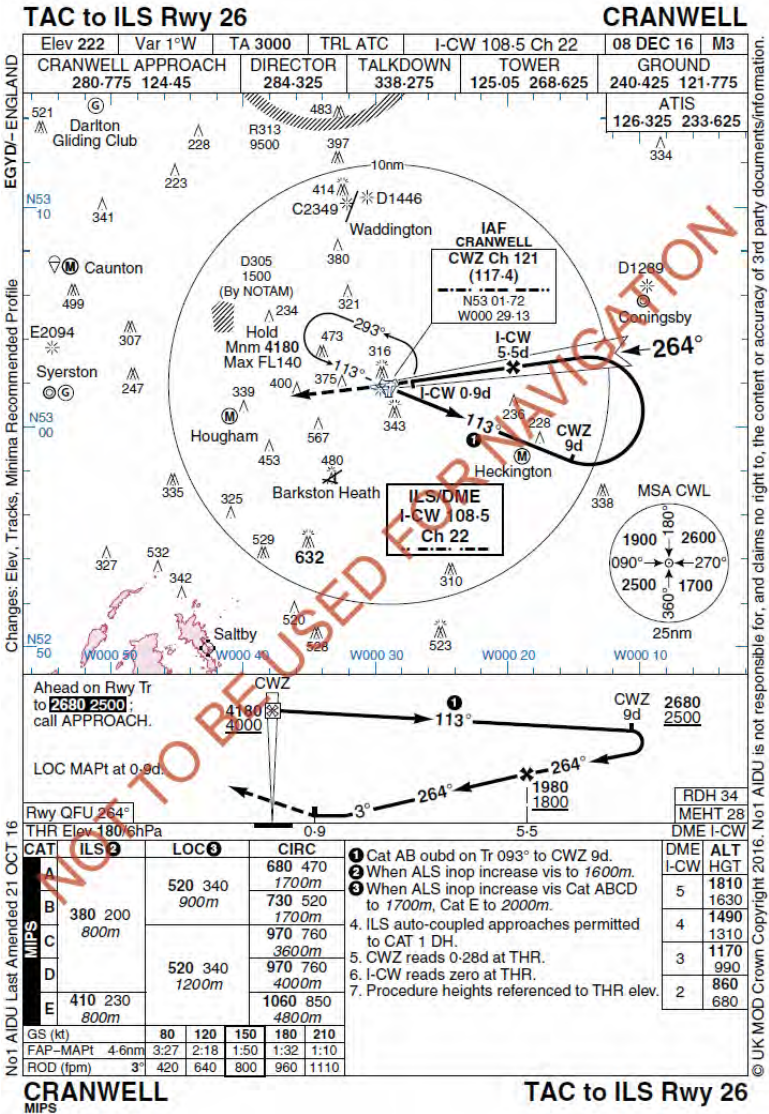 TAC to ILS Rwy 26 CRANWELL
Elev 222 Var 1°W TA 3000 TRL ATC I-CW 108·5 Ch 22 08 DEC 16 M3
CRANWELL APPROACH DIRECTOR TALKDOWN TOWER GROUND
280·775 124·45 284·325 338·275 125·05 268·625 240·425 121·775
ATIS
126·325 233·625
EGYD/– ENGLAND
Changes: Elev, Tracks, Minima Recommended Profile
No1 AIDU Last Amended 21 OCT 16
© UK MOD Crown Copyright 2016. No1 AIDU is not responsible for, and claims no right to, the content or accuracy of 3rd party documents/information.
521
G
Darlton
Gliding Club
228
223
341
N53
10
R313
9500
483
397
10nm
414
C2349
D1446
Waddington
380
334
M Caunton
499
307
E2094
Syerston
G
247
D305
1500
(By NOTAM)
234
321
Hold
Mnm 4180
Max FL140
293°
113°
473
316
400
375
339
343
IAF
CRANWELL
CWZ Ch 121
(117·4)
N53 01·72
W000 29·13
D1289
Coningsby
I-CW
5·5d
264°
I-CW 0·9d
113°
1
236
228
CWZ
9d
M
Heckington
N53
00
M
Hougham
567
453
480
Barkston Heath
335
325
327
532
342
529
632
ILS/DME
I-CW 108·5
Ch 22
310
338
MSA CWL
180°
1900 2600
090° 270°
2500 1700
360°
25nm
520
528
523
Saltby
N52
50
W000 50
W000 40
W000 30
W000 20
W000 10
NOT TO BE USED FOR NAVIGATION
Ahead on Rwy Tr
to 2680 2500;
call APPROACH.
LOC MAPt at 0·9d.
CWZ
4180
4000
1
113°
CWZ
9d
2680
2500
264°
1980
1800
264°
3°
Rwy QFU 264°
THR Elev 180/6hPa
0·9
5·5
RDH 34
MEHT 28
DME I-CW
CAT ILS 2 LOC 3 CIRC
MIPS
A 380 200 800m 520 340 900m 680 470 1700m
B 730 520 1700m
C 520 340 1200m 970 760 3600m
D 970 760 4000m
E 410 230 800m 1060 850 4800m
GS (kt) 80 120 150 180 210
FAP–MAPt 4·6nm 3:27 2:18 1:50 1:32 1:10
ROD (fpm) 3° 420 640 800 960 1110
1 Cat AB oubd on Tr 093° to CWZ 9d.
2 When ALS inop increase vis to 1600m.
3 When ALS inop increase vis Cat ABCD
to 1700m, Cat E to 2000m.
4. ILS auto-coupled approaches permitted
to CAT 1 DH.
5. CWZ reads 0·28d at THR.
6. I-CW reads zero at THR.
7. Procedure heights referenced to THR elev.
DME ALT
I-CW HGT
5 1810
1630
4 1490
1310
3 1170
990
2 860
680
CRANWELL TAC to ILS Rwy 26
MIPS